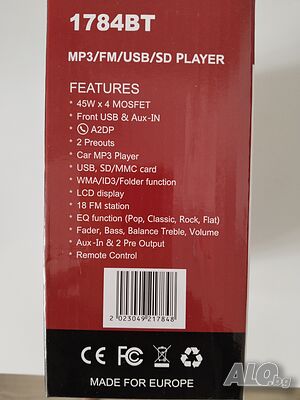 1784BT
MP3/FM/USB/SD PLAYER
FEATURES
• 45W x 4 MOSFET
• Front USB & Aux-IN
• A2DP
• 2 Preouts
• Car MP3 Player
• USB, SD/MMC card
• WMA/ID3/Folder function
• LCD display
• 18 FM station
• EQ function (Pop, Classic, Rock, Flat)
• Fader, Bass, Balance Treble, Volume
• Aux-In & 2 Pre Output
• Remote Control
2 023049 217848
CE FC
MADE FOR EUROPE
ALO.bg